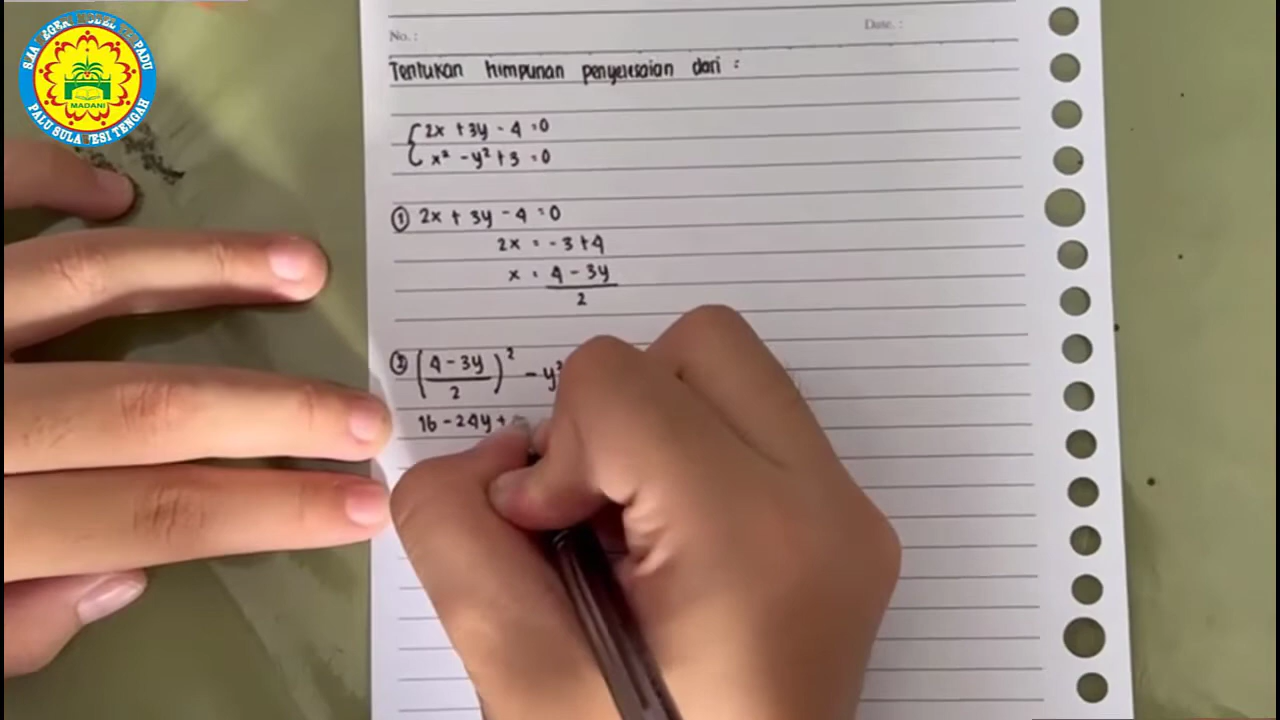 No. :
Date. :
Tentukan himpunan penyelesaian dari :
2x + 3y - 4 = 0
x² - y² + 3 = 0
① 2x + 3y - 4 = 0
2x = -3 + 4
x = 4 - 3y
2
② (4 - 3y / 2)² - y²
16 - 24y +
MADANI
PALU SULAWESI TENGAH